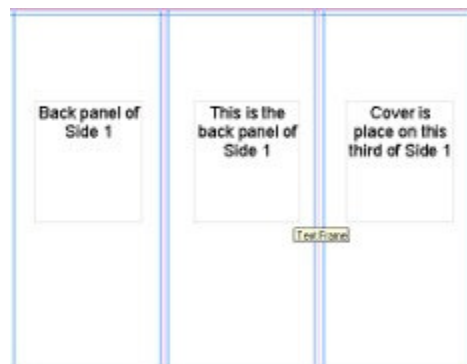 Back panel of
Side 1
This is the
back panel of
Side 1
Cover is
place on this
third of Side 1
Text Frame